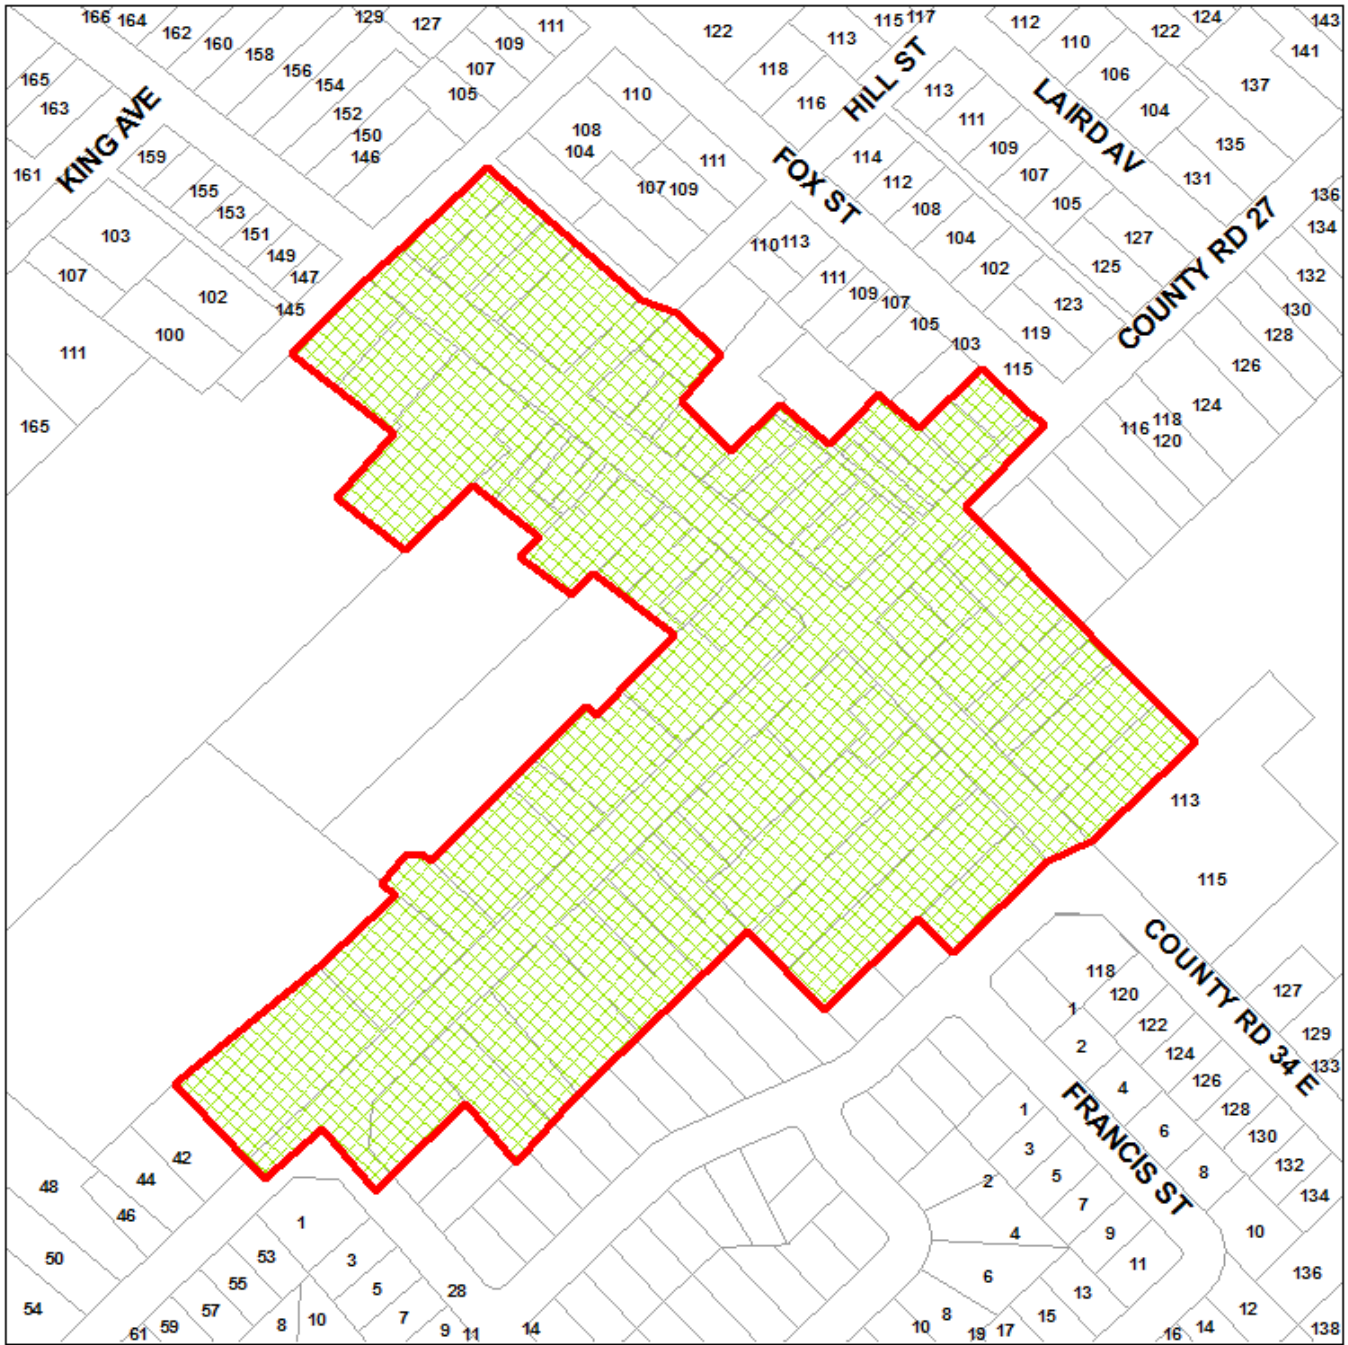 166 164 129 127 111 115 117 112 124 143
162 160 109 122 113 110 122 141
158 156 107 118 106 137
165 154 105 110 116 113 104
163 152 HILL ST 111 LAIRD AV
KING AVE 150 108 109 135
159 146 104 111 114 107 131
161 155 107 109 FOX ST 112 105 136
153 108 COUNTY RD 27 134
103 151 110 113 104 127
107 149 111 102 125 132
102 147 109 107 123 130
145 105 119 128
100 103
111 115 126
165 124
116 118
120
113
115
COUNTY RD 34 E
118 127
1 120
2 122 129
124 133
4 126
FRANCIS ST
1 128
3 6 130
42 5 8 132
48 44 2 7 134
46 1 4 9 10
50 53 3 11 136
55 5 28 6 13
54 57 10 7 8 15 12
61 59 8 9 11 14 10 19 17 16 14 138